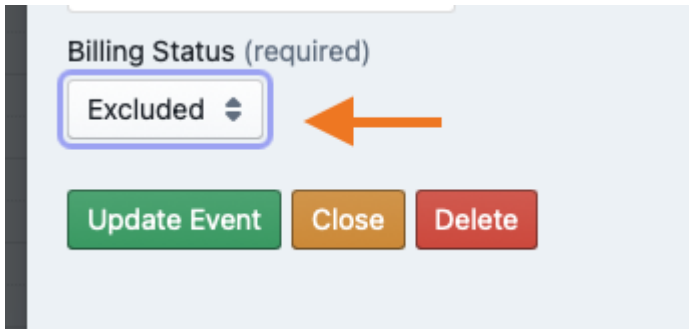 Billing Status (required)
Excluded
Update Event Close Delete